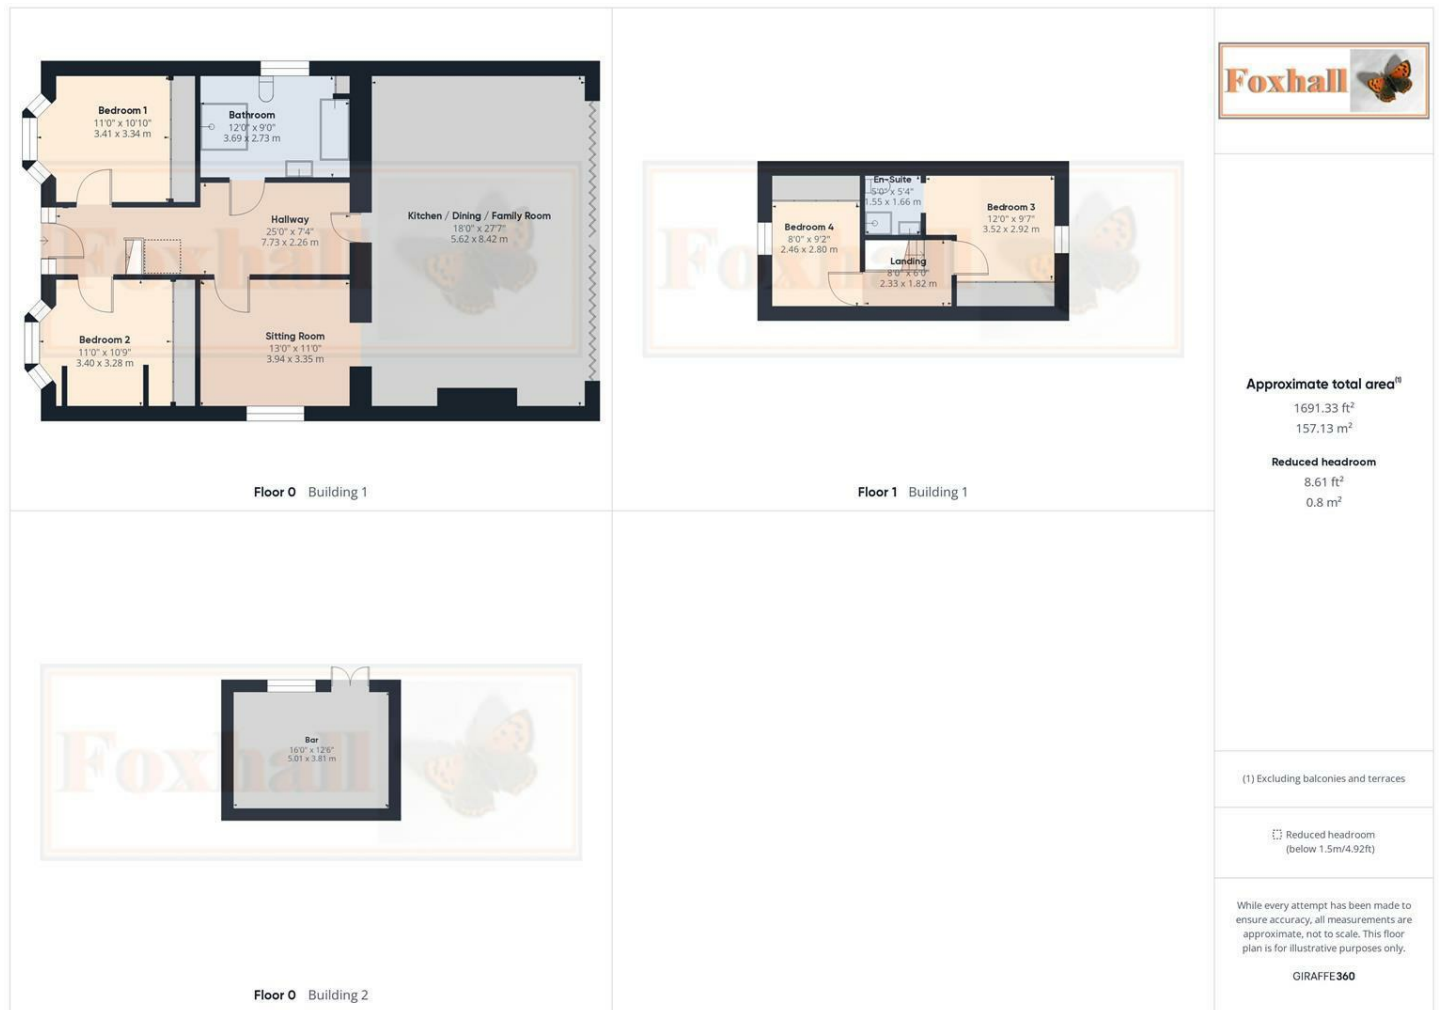 Bedroom 1
11'0" x 10'10"
3.41 x 3.34 m
Bathroom
12'0" x 9'0"
3.69 x 2.73 m
Hallway
25'0" x 7'4"
7.73 x 2.26 m
Kitchen / Dining / Family Room
18'0" x 27'7"
5.62 x 8.42 m
Bedroom 2
11'0" x 10'9"
3.40 x 3.28 m
Sitting Room
13'0" x 11'0"
3.94 x 3.35 m
Foxhall
Floor 0 Building 1
En-Suite
5'0" x 5'4"
1.55 x 1.66 m
Bedroom 3
12'0" x 9'7"
3.52 x 2.92 m
Bedroom 4
8'0" x 9'2"
2.46 x 2.80 m
Landing
8'0" x 6'0"
2.33 x 1.82 m
Foxhall
Floor 1 Building 1
Bar
16'0" x 12'6"
5.01 x 3.81 m
Foxhall
Floor 0 Building 2
Foxhall
Approximate total area(1)
1691.33 ft²
157.13 m²
Reduced headroom
8.61 ft²
0.8 m²
(1) Excluding balconies and terraces
Reduced headroom
(below 1.5m/4.92ft)
While every attempt has been made to
ensure accuracy, all measurements are
approximate, not to scale. This floor
plan is for illustrative purposes only.
GIRAFFE360